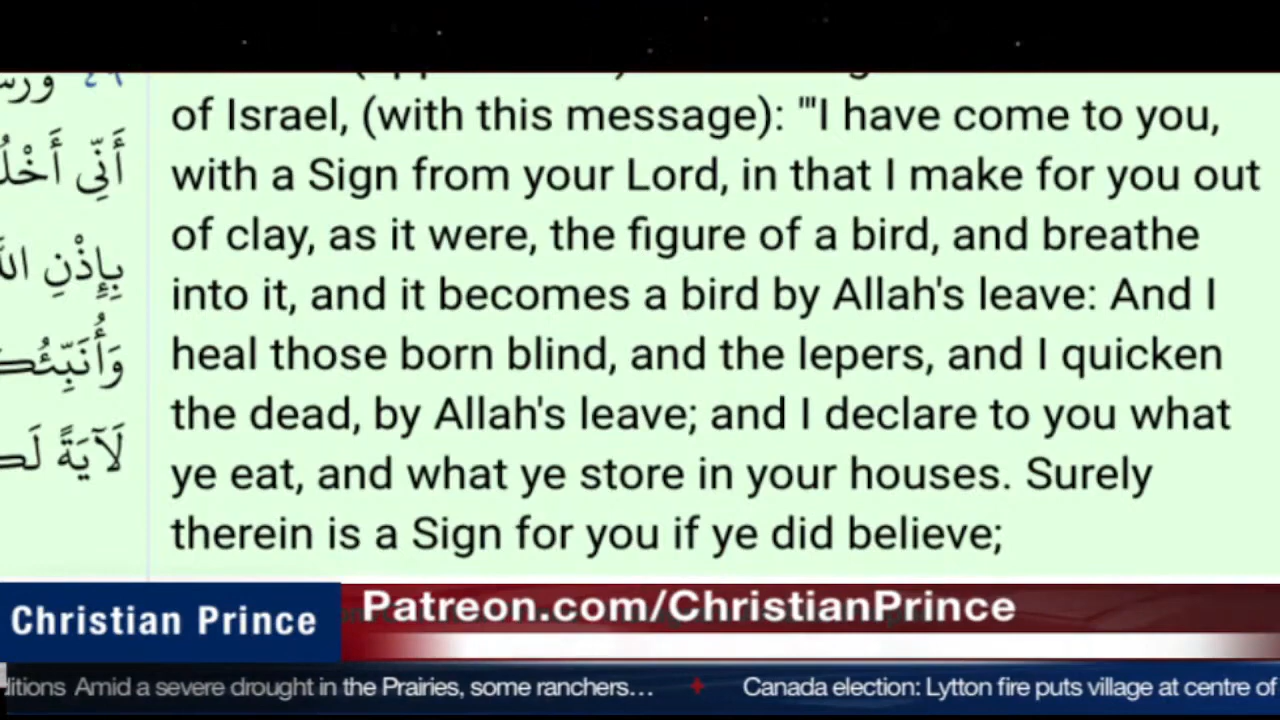 ٤٩
أَنِّي
بِإِذْنِ
of Israel, (with this message): "'I have come to you,
with a Sign from your Lord, in that I make for you out
of clay, as it were, the figure of a bird, and breathe
into it, and it becomes a bird by Allah's leave: And I
heal those born blind, and the lepers, and I quicken
the dead, by Allah's leave; and I declare to you what
ye eat, and what ye store in your houses. Surely
therein is a Sign for you if ye did believe;
Christian Prince
Patreon.com/ChristianPrince
Amid a severe drought in the Prairies, some ranchers... Canada election: Lytton fire puts village at centre of